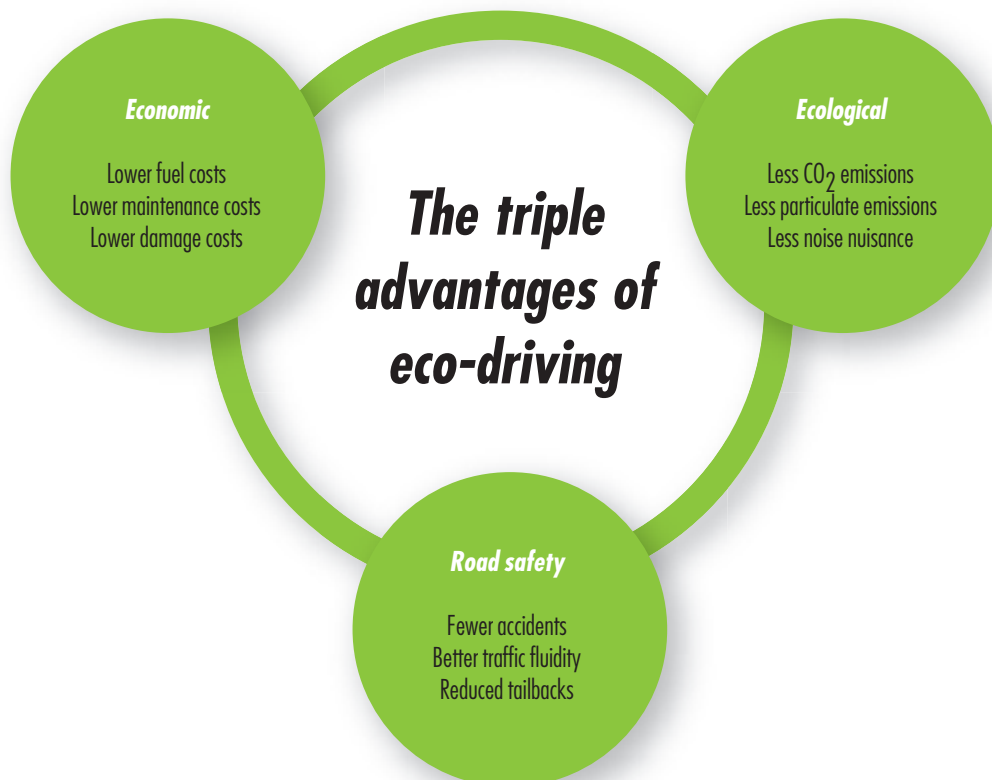 Economic
Lower fuel costs
Lower maintenance costs
Lower damage costs
Ecological
Less CO₂ emissions
Less particulate emissions
Less noise nuisance
The triple
advantages of
eco-driving
Road safety
Fewer accidents
Better traffic fluidity
Reduced tailbacks